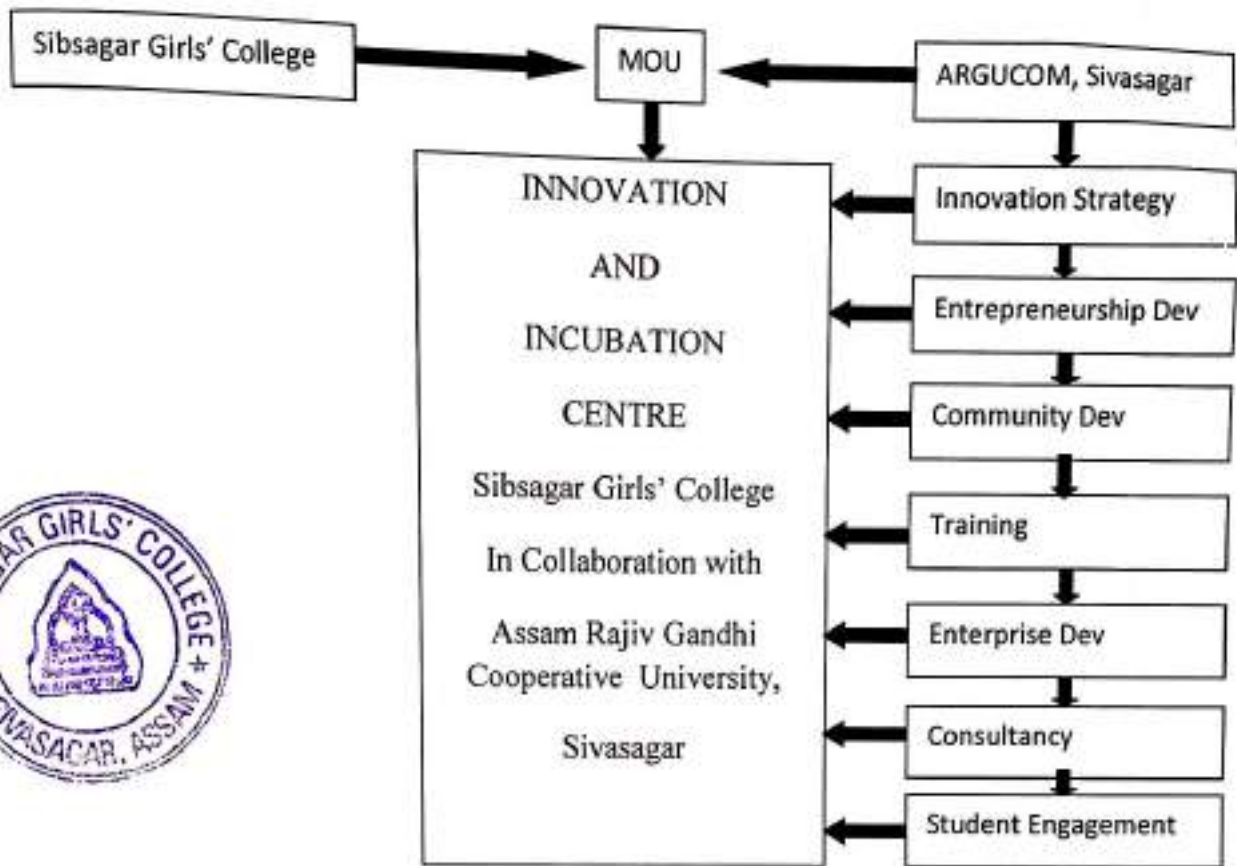 Sibsagar Girls' College
MOU
ARGUCOM, Sivasagar
INNOVATION
AND
INCUBATION
CENTRE
Sibsagar Girls' College
In Collaboration with
Assam Rajiv Gandhi
Cooperative University,
Sivasagar
Innovation Strategy
Entrepreneurship Dev
Community Dev
Training
Enterprise Dev
Consultancy
Student Engagement
GIRLS' COLLEGE *
ASSAM